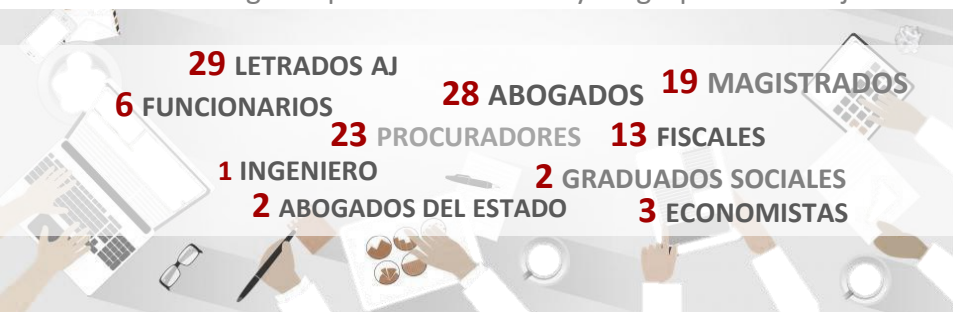 29 LETRADOS AJ
28 ABOGADOS
19 MAGISTRADOS
6 FUNCIONARIOS
23 PROCURADORES
13 FISCALES
1 INGENIERO
2 GRADUADOS SOCIALES
2 ABOGADOS DEL ESTADO
3 ECONOMISTAS